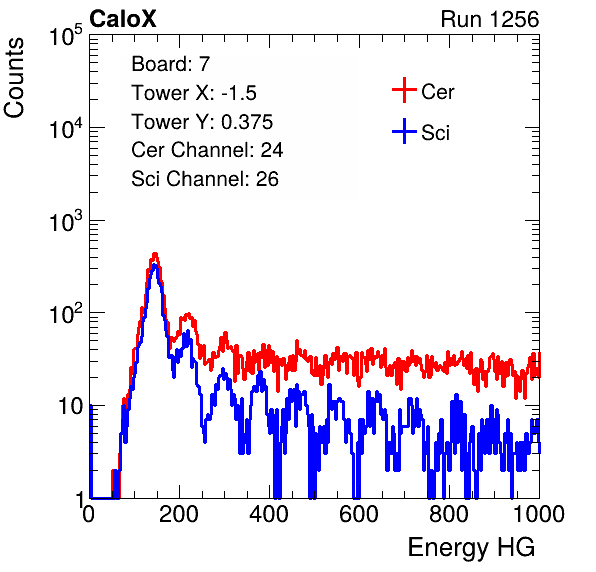 CaloX Run 1256
Counts
10^5
10^4
10^3
10^2
10
1
Board: 7
Tower X: -1.5
Tower Y: 0.375
Cer Channel: 24
Sci Channel: 26
Cer
Sci
0 200 400 600 800 1000
Energy HG